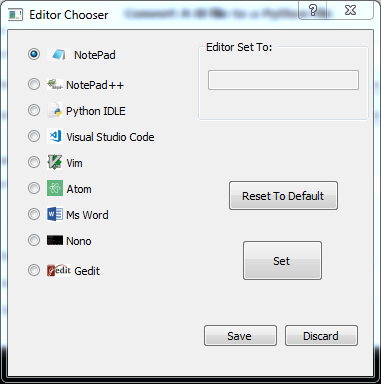 Editor Chooser
NotePad
Editor Set To:
NotePad++
Python IDLE
Visual Studio Code
Vim
Atom
Ms Word
Nono
Gedit
Reset To Default
Set
Save
Discard